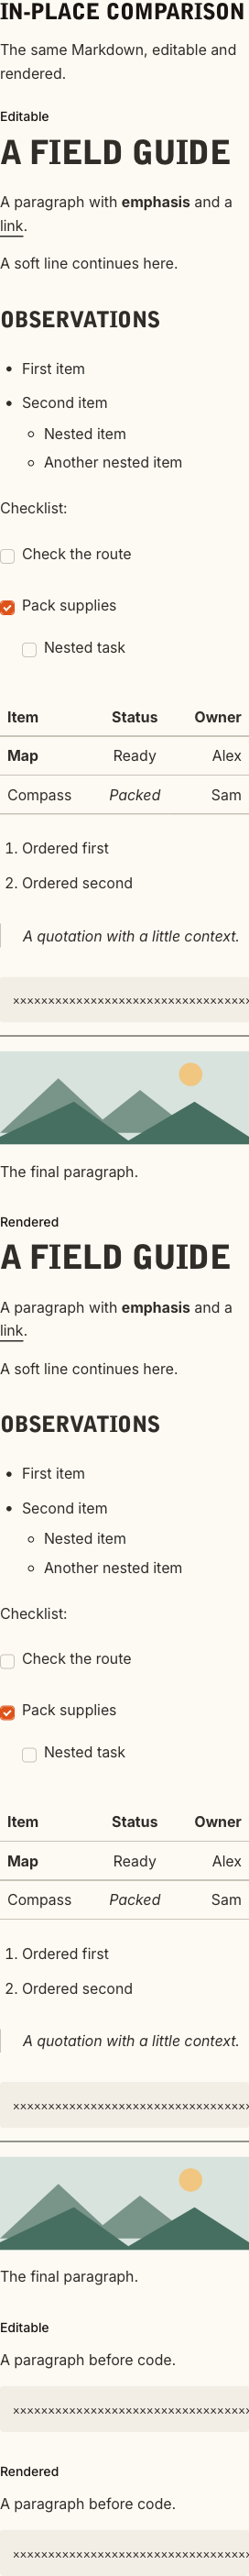 IN-PLACE COMPARISON
The same Markdown, editable and
rendered.
Editable
A FIELD GUIDE
A paragraph with emphasis and a
link.
A soft line continues here.
OBSERVATIONS
• First item
• Second item
◦ Nested item
◦ Another nested item
Checklist:
Check the route
Pack supplies
Nested task
Item Status Owner
Map Ready Alex
Compass Packed Sam
1. Ordered first
2. Ordered second
A quotation with a little context.
xxxxxxxxxxxxxxxxxxxxxxxxxxxxxxxxxx
The final paragraph.
Rendered
A FIELD GUIDE
A paragraph with emphasis and a
link.
A soft line continues here.
OBSERVATIONS
• First item
• Second item
◦ Nested item
◦ Another nested item
Checklist:
Check the route
Pack supplies
Nested task
Item Status Owner
Map Ready Alex
Compass Packed Sam
1. Ordered first
2. Ordered second
A quotation with a little context.
xxxxxxxxxxxxxxxxxxxxxxxxxxxxxxxxxx
The final paragraph.
Editable
A paragraph before code.
xxxxxxxxxxxxxxxxxxxxxxxxxxxxxxxxxx
Rendered
A paragraph before code.
xxxxxxxxxxxxxxxxxxxxxxxxxxxxxxxxxx